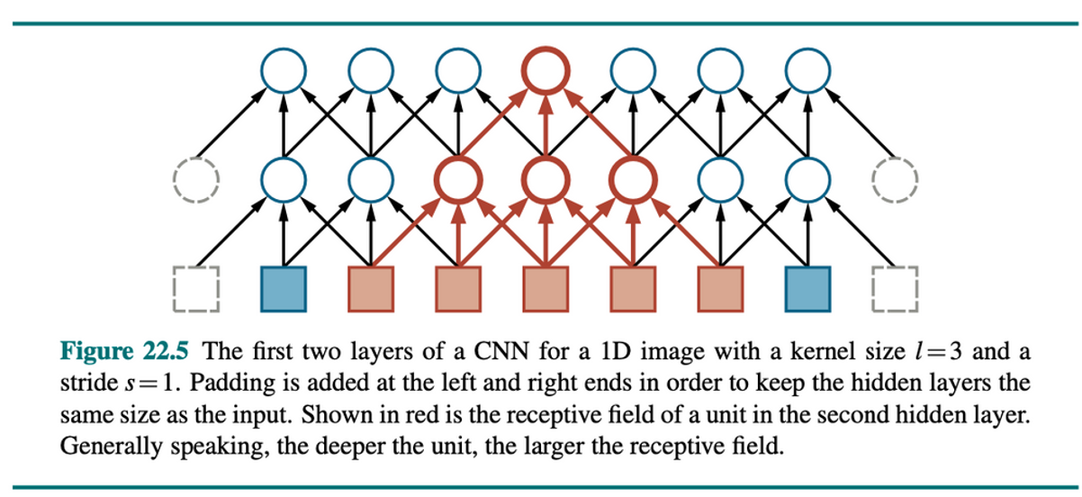 Figure 22.5 The first two layers of a CNN for a 1D image with a kernel size l=3 and a
stride s=1. Padding is added at the left and right ends in order to keep the hidden layers the
same size as the input. Shown in red is the receptive field of a unit in the second hidden layer.
Generally speaking, the deeper the unit, the larger the receptive field.